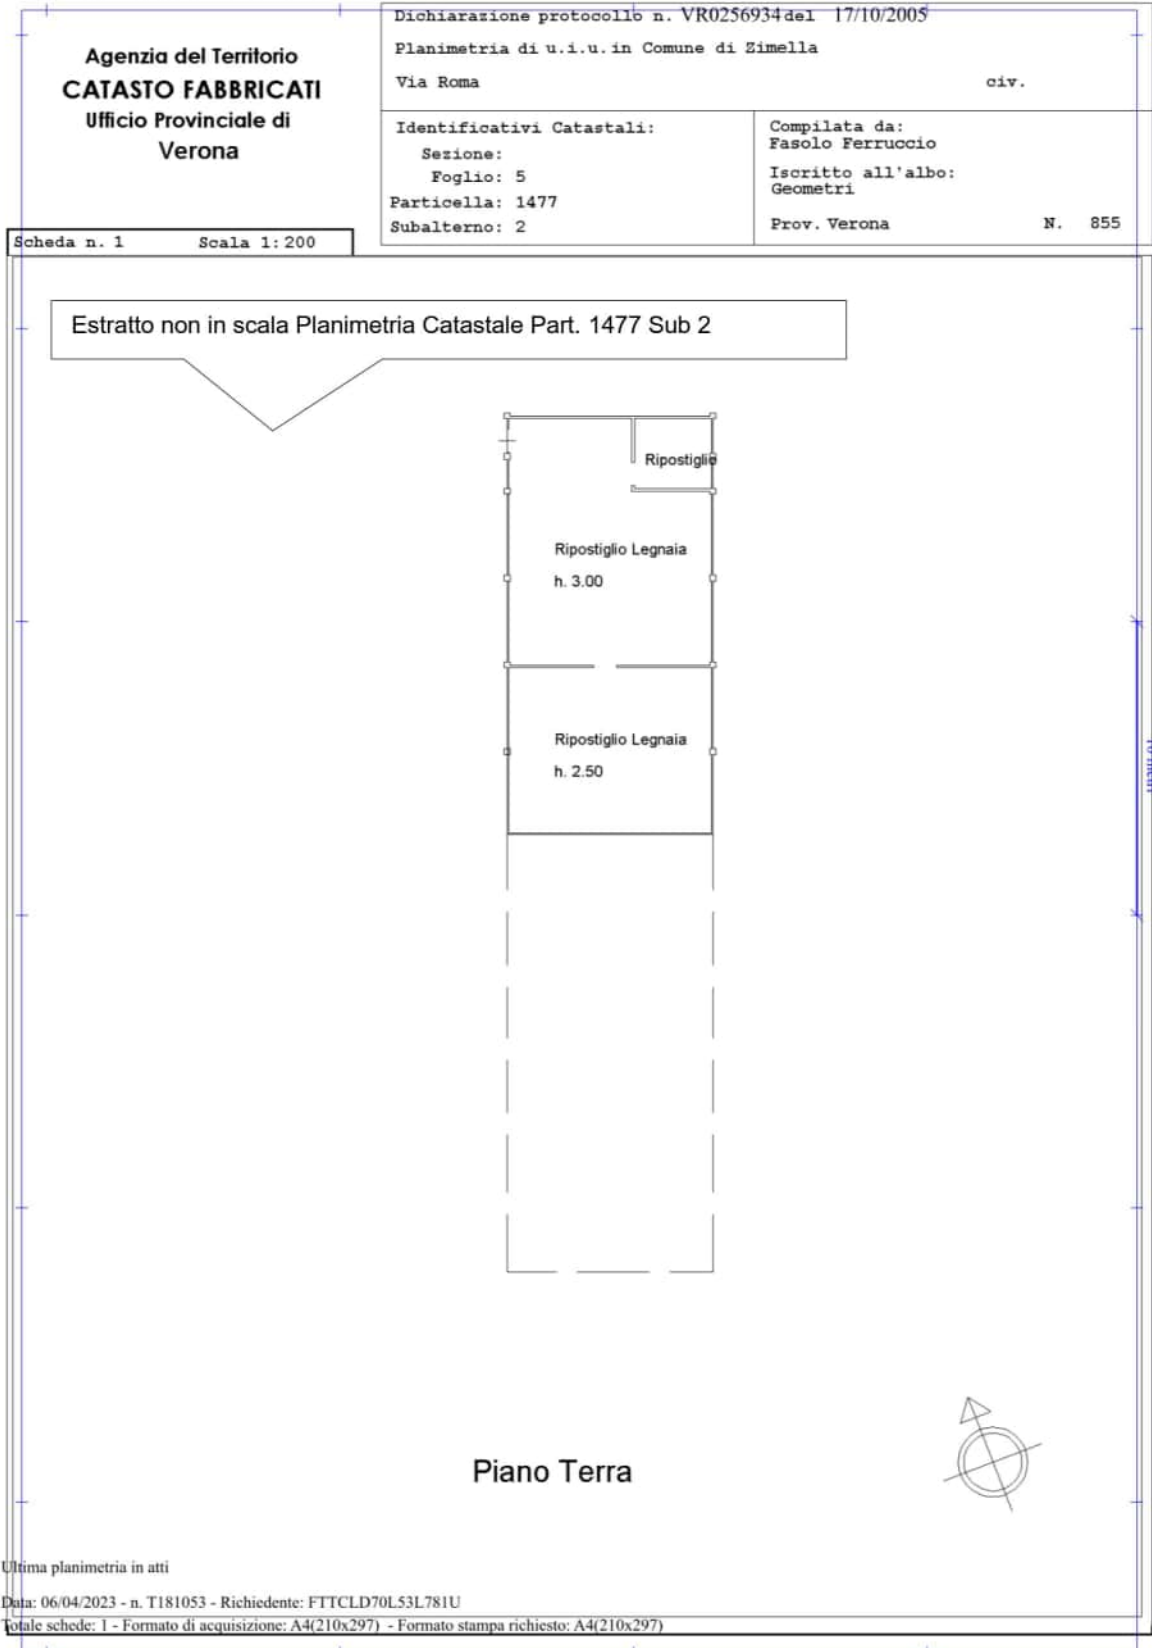 Dichiarazione protocollo n. VR0256934 del 17/10/2005
Planimetria di u.i.u. in Comune di Zimella
Via Roma civ.
Agenzia del Territorio
CATASTO FABBRICATI
Ufficio Provinciale di
Verona
Identificativi Catastali:
Sezione:
Foglio: 5
Particella: 1477
Subalterno: 2
Compilata da:
Fasolo Ferruccio
Iscritto all'albo:
Geometri
Prov. Verona N. 855
Scheda n. 1 Scala 1:200
Estratto non in scala Planimetria Catastale Part. 1477 Sub 2
Ripostiglio
Ripostiglio Legnaia
h. 3.00
Ripostiglio Legnaia
h. 2.50
Piano Terra
Ultima planimetria in atti
Data: 06/04/2023 - n. T181053 - Richiedente: FTTCLD70L53L781U
Totale schede: 1 - Formato di acquisizione: A4(210x297) - Formato stampa richiesto: A4(210x297)